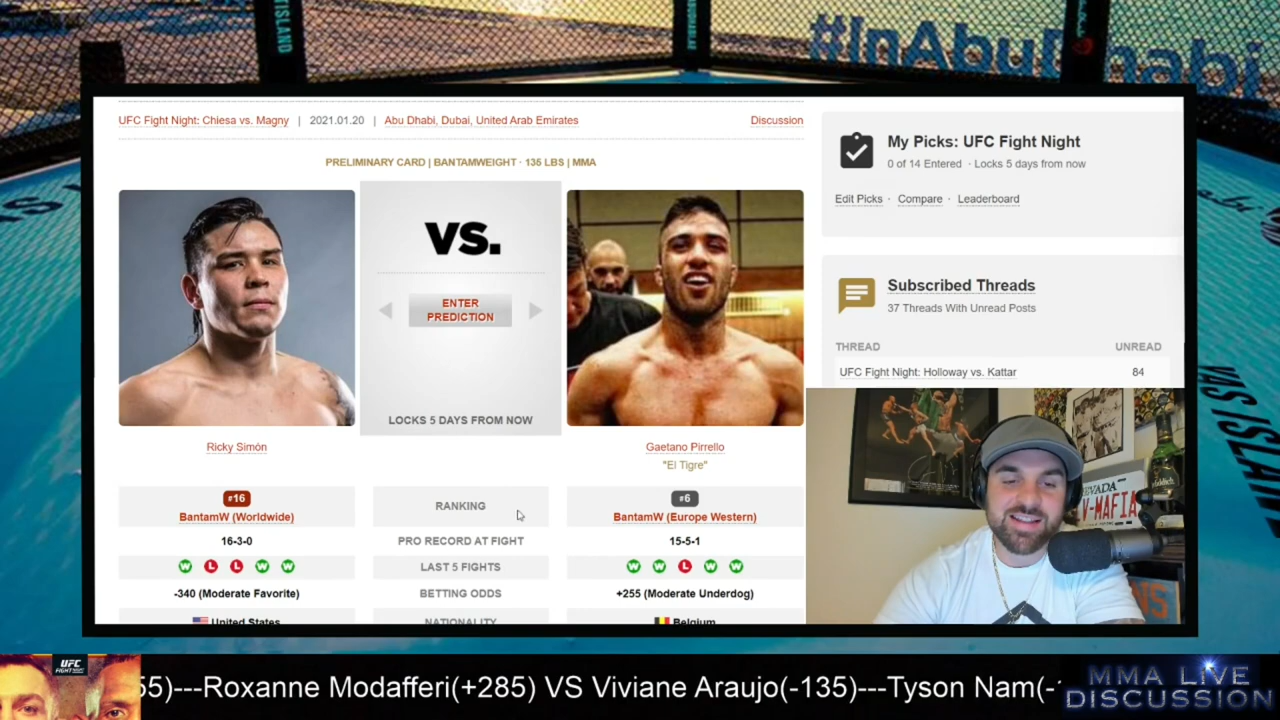 #InAbuDhabi
UFC Fight Night: Chiesa vs. Magny | 2021.01.20 | Abu Dhabi, Dubai, United Arab Emirates
Discussion
PRELIMINARY CARD | BANTAMWEIGHT · 135 LBS | MMA
VS.
ENTER
PREDICTION
LOCKS 5 DAYS FROM NOW
Ricky Simón
Gaetano Pirrello
"El Tigre"
#16
BantamW (Worldwide)
RANKING
#6
BantamW (Europe Western)
16-3-0
PRO RECORD AT FIGHT
15-5-1
W L L W W
LAST 5 FIGHTS
W W L W W
-340 (Moderate Favorite)
BETTING ODDS
+255 (Moderate Underdog)
United States
NATIONALITY
Belgium
My Picks: UFC Fight Night
0 of 14 Entered · Locks 5 days from now
Edit Picks · Compare · Leaderboard
Subscribed Threads
37 Threads With Unread Posts
THREAD
UNREAD
UFC Fight Night: Holloway vs. Kattar
84
UFC
FIGHT NIGHT
55)---Roxanne Modafferi(+285) VS Viviane Araujo(-135)---Tyson Nam(-
MMA LIVE
DISCUSSION